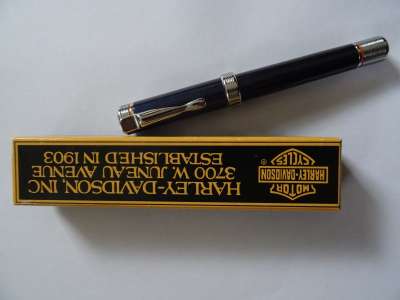 HARLEY-DAVIDSON, INC
3700 W. JUNEAU AVENUE
ESTABLISHED IN 1903
MOTOR
HARLEY-DAVIDSON
CYCLES
®